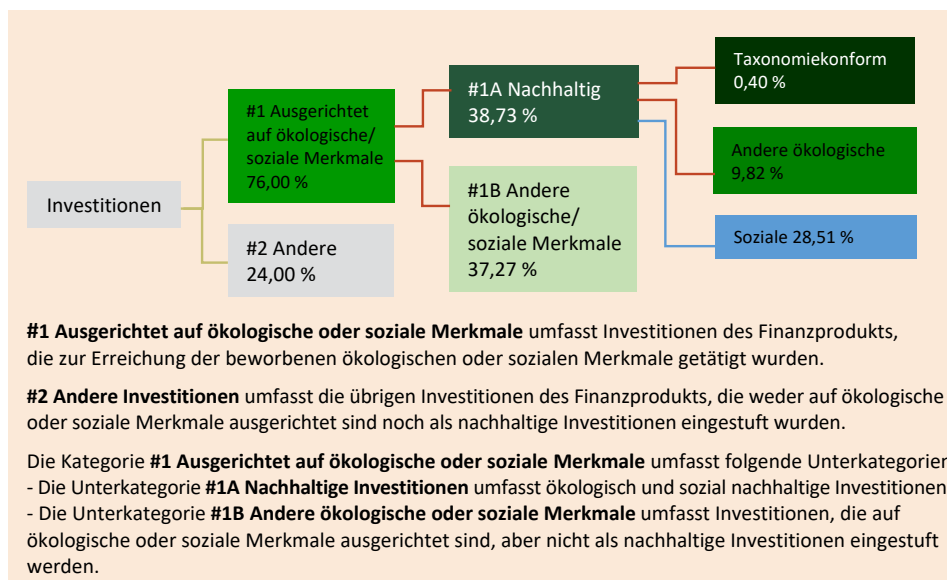 Investitionen
#1 Ausgerichtet
auf ökologische/
soziale Merkmale
76,00 %
#2 Andere
24,00 %
#1A Nachhaltig
38,73 %
#1B Andere
ökologische/
soziale Merkmale
37,27 %
Taxonomiekonform
0,40 %
Andere ökologische
9,82 %
Soziale 28,51 %
#1 Ausgerichtet auf ökologische oder soziale Merkmale umfasst Investitionen des Finanzprodukts,
die zur Erreichung der beworbenen ökologischen oder sozialen Merkmale getätigt wurden.
#2 Andere Investitionen umfasst die übrigen Investitionen des Finanzprodukts, die weder auf ökologische
oder soziale Merkmale ausgerichtet sind noch als nachhaltige Investitionen eingestuft wurden.
Die Kategorie #1 Ausgerichtet auf ökologische oder soziale Merkmale umfasst folgende Unterkategorien
- Die Unterkategorie #1A Nachhaltige Investitionen umfasst ökologisch und sozial nachhaltige Investitionen
- Die Unterkategorie #1B Andere ökologische oder soziale Merkmale umfasst Investitionen, die auf
ökologische oder soziale Merkmale ausgerichtet sind, aber nicht als nachhaltige Investitionen eingestuft
werden.